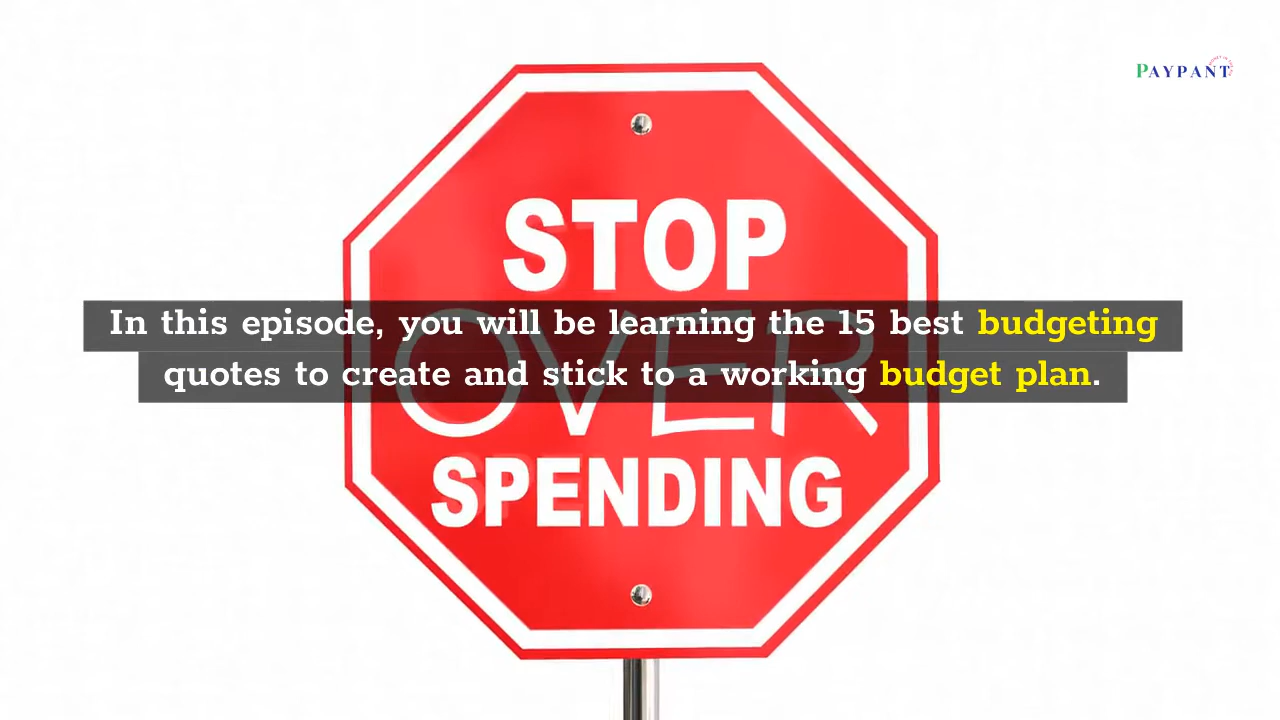 PAYPANT
STOP
In this episode, you will be learning the 15 best budgeting
OVER
quotes to create and stick to a working budget plan.
SPENDING